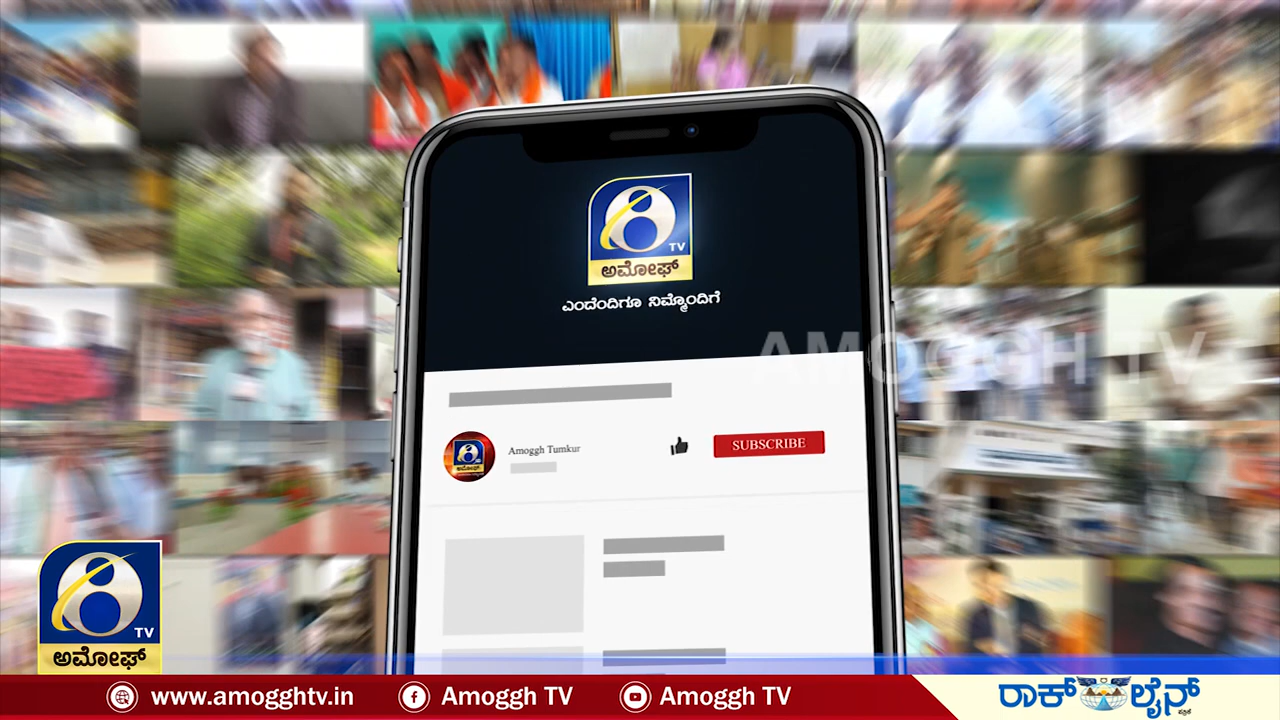 TV
ಅಮೋಘ್
ಎಂದೆಂದಿಗೂ ನಿಮ್ಮೊಂದಿಗೆ
AMOGGH TV
Amoggh Tumkur
SUBSCRIBE
TV
ಅಮೋಘ್
www.amogghtv.in
Amoggh TV
Amoggh TV
ರಾಕ್ ಲೈನ್